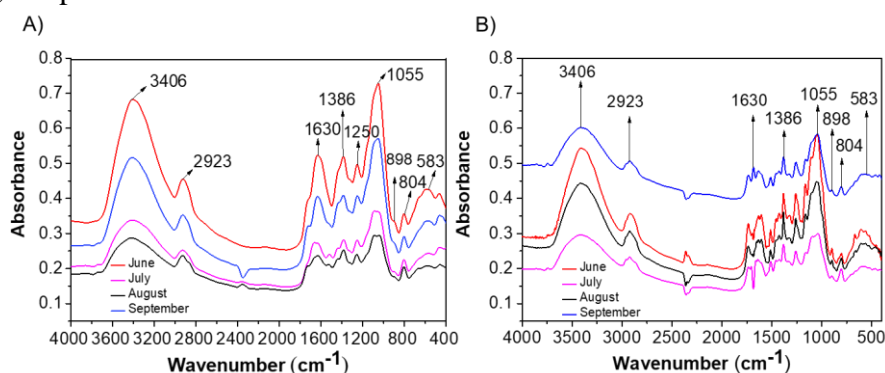 A)
B)
0.8
0.7
0.6
0.5
0.4
0.3
0.2
0.1
Absorbance
3406
2923
1630
1386
1250
1055
898
804
583
June
July
August
September
4000 3600 3200 2800 2400 2000 1600 1200 800 400
Wavenumber (cm-1)
0.8
0.7
0.6
0.5
0.4
0.3
0.2
0.1
Absorbance
3406
2923
1630
1386
1055
898
804
583
June
July
August
September
4000 3500 3000 2500 2000 1500 1000 500
Wavenumber (cm-1)